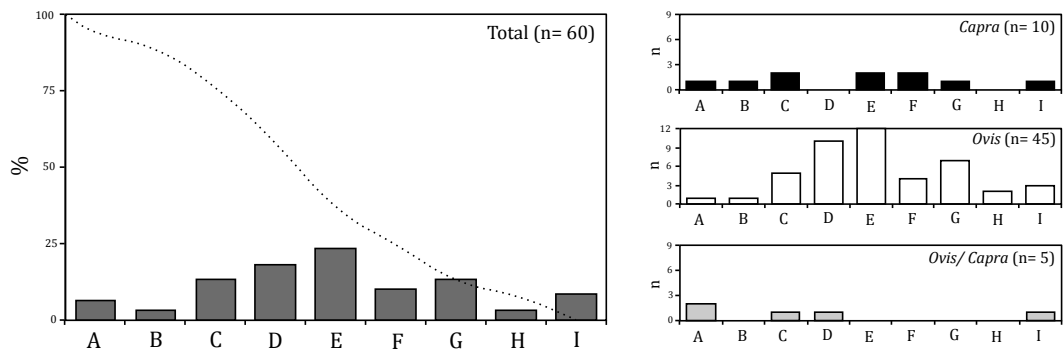 100
75
50
25
0
%
Total (n= 60)
A B C D E F G H I
9
6
3
0
n
Capra (n= 10)
A B C D E F G H I
12
9
6
3
0
n
Ovis (n= 45)
A B C D E F G H I
9
6
3
0
n
Ovis/ Capra (n= 5)
A B C D E F G H I